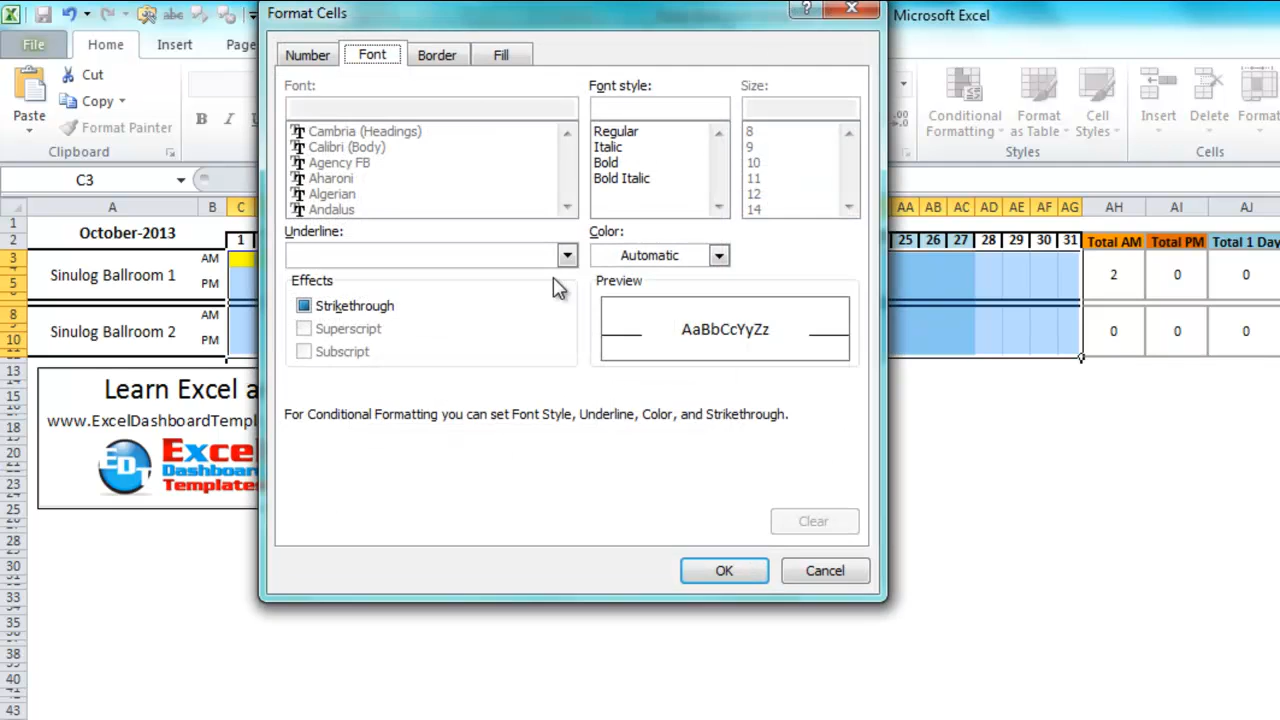 Format Cells
Microsoft Excel
File Home Insert Page
Cut
Copy
Format Painter
Paste
Clipboard
B I U
Conditional Formatting
Format as Table
Cell Styles
Styles
Insert Delete Format
Cells
C3
Number Font Border Fill
Font:
Cambria (Headings)
Calibri (Body)
Agency FB
Aharoni
Algerian
Andalus
Font style:
Regular
Italic
Bold
Bold Italic
Size:
8
9
10
11
12
14
Underline:
Color:
Automatic
Effects
Strikethrough
Superscript
Subscript
Preview
AaBbCcYyZz
For Conditional Formatting you can set Font Style, Underline, Color, and Strikethrough.
Clear
OK Cancel
A B C AA AB AC AD AE AF AG AH AI AJ
1
2 October-2013 1 25 26 27 28 29 30 31 Total AM Total PM Total 1 Day
3 AM
5 Sinulog Ballroom 1 PM 2 0 0
8 AM
10 Sinulog Ballroom 2 PM 0 0 0
13
15
18
20
23
25
28
30
33
35
38
40
43
Learn Excel a
www.ExcelDashboardTempl
EDT
Excel
Dashboard
Templates